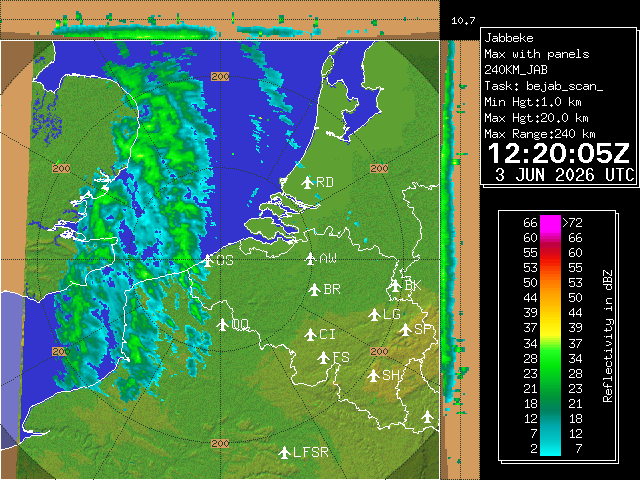 10.7
Jabbeke
Max with panels
240KM_JAB
Task: bejab_scan_
Min Hgt:1.0 km
Max Hgt:20.0 km
Max Range:240 km
12:20:05Z
3 JUN 2026 UTC
200
200
200
RD
OS
AW
BR
BK
OO
LG
CI
SP
FS
200
200
SH
200
LFSR
66 >72
60 66
55 60
53 55
50 53
44 50
39 44
37 39
34 37
28 34
23 28
21 23
18 21
12 18
7 12
2 7
Reflectivity in dBZ